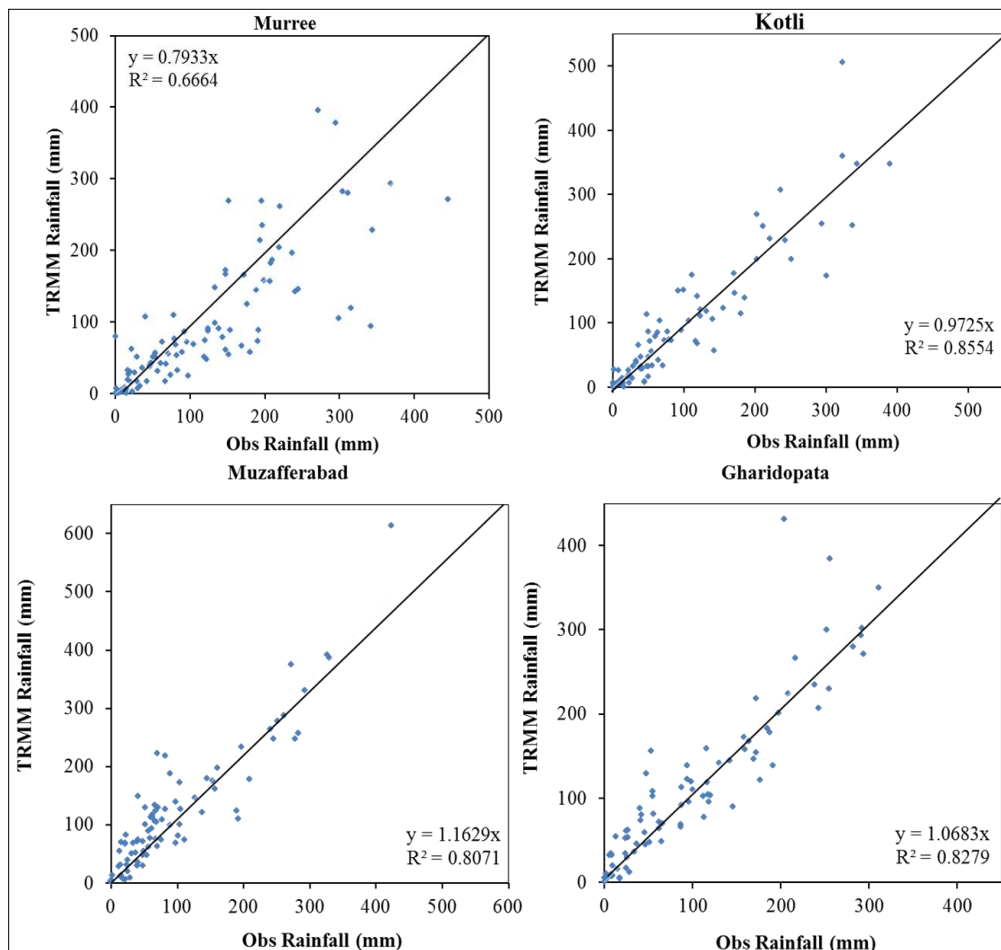 Murree
y = 0.7933x
R² = 0.6664
500
400
300
200
100
0
TRMM Rainfall (mm)
0 100 200 300 400 500
Obs Rainfall (mm)
Kotli
500
400
300
200
100
0
TRMM Rainfall (mm)
y = 0.9725x
R² = 0.8554
0 100 200 300 400 500
Obs Rainfall (mm)
Muzafferabad
600
500
400
300
200
100
0
TRMM Rainfall (mm)
y = 1.1629x
R² = 0.8071
0 100 200 300 400 500 600
Obs Rainfall (mm)
Gharidopata
400
300
200
100
0
TRMM Rainfall (mm)
y = 1.0683x
R² = 0.8279
0 100 200 300 400
Obs Rainfall (mm)